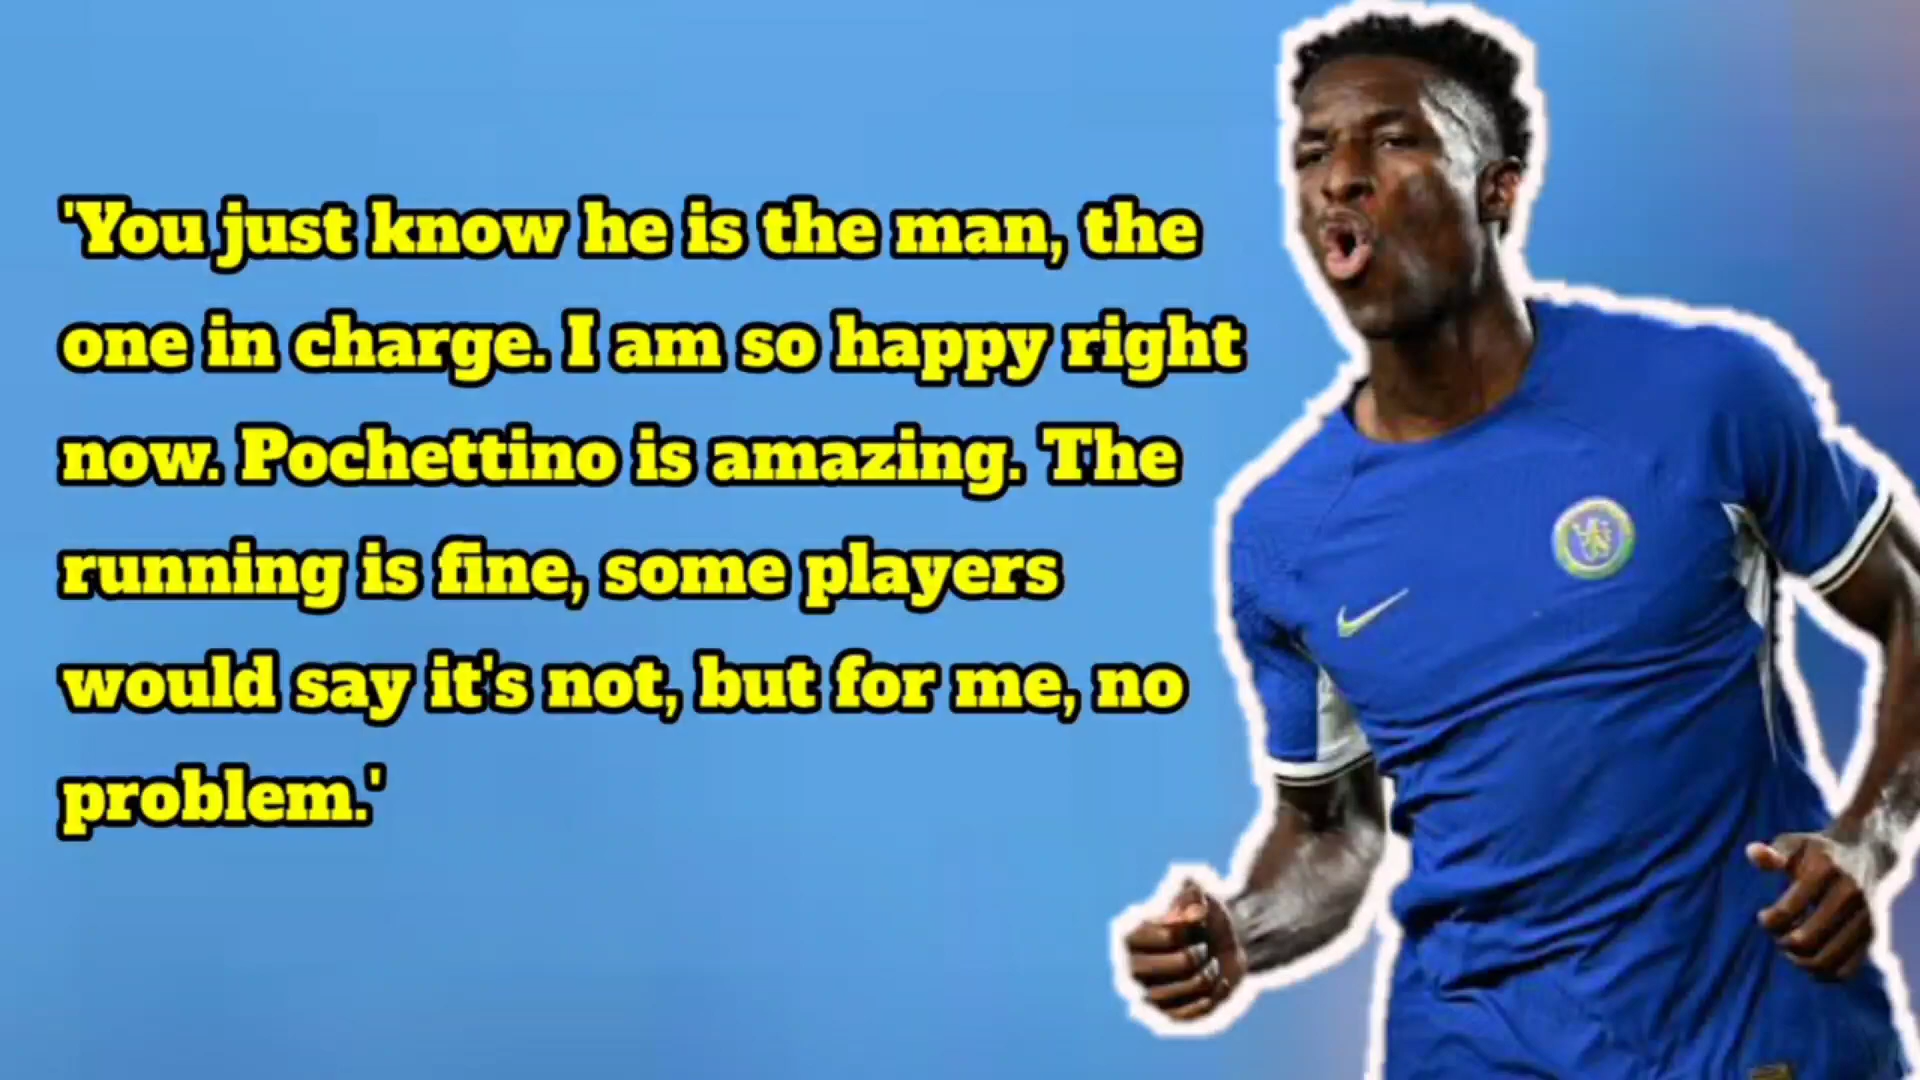 'You just know he is the man, the
one in charge. I am so happy right
now. Pochettino is amazing. The
running is fine, some players
would say it's not, but for me, no
problem.'